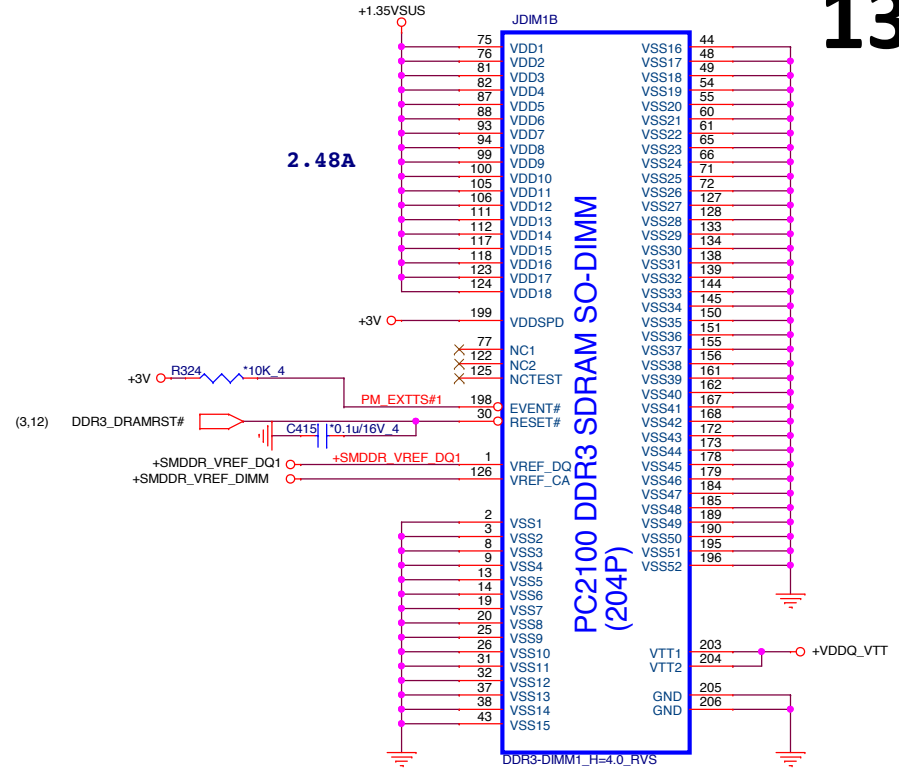 13
+1.35VSUS
JDIM1B
2.48A
75 VDD1
76 VDD2
81 VDD3
82 VDD4
87 VDD5
88 VDD6
93 VDD7
94 VDD8
99 VDD9
100 VDD10
105 VDD11
106 VDD12
111 VDD13
112 VDD14
117 VDD15
118 VDD16
123 VDD17
124 VDD18
+3V 199 VDDSPD
77 NC1
122 NC2
125 NCTEST
+3V R324 *10K_4 PM_EXTTS#1 198 EVENT#
(3,12) DDR3_DRAMRST# 30 RESET#
C415 *0.1u/16V_4
+SMDDR_VREF_DQ1 +SMDDR_VREF_DQ1 1 VREF_DQ
+SMDDR_VREF_DIMM 126 VREF_CA
2 VSS1
3 VSS2
8 VSS3
9 VSS4
13 VSS5
14 VSS6
19 VSS7
20 VSS8
25 VSS9
26 VSS10
31 VSS11
32 VSS12
37 VSS13
38 VSS14
43 VSS15
PC2100 DDR3 SDRAM SO-DIMM
(204P)
VSS16 44
VSS17 48
VSS18 49
VSS19 54
VSS20 55
VSS21 60
VSS22 61
VSS23 65
VSS24 66
VSS25 71
VSS26 72
VSS27 127
VSS28 128
VSS29 133
VSS30 134
VSS31 138
VSS32 139
VSS33 144
VSS34 145
VSS35 150
VSS36 151
VSS37 155
VSS38 156
VSS39 161
VSS40 162
VSS41 167
VSS42 168
VSS43 172
VSS44 173
VSS45 178
VSS46 179
VSS47 184
VSS48 185
VSS49 189
VSS50 190
VSS51 195
VSS52 196
VTT1 203 +VDDQ_VTT
VTT2 204
GND 205
GND 206
DDR3-DIMM1_H=4.0_RVS